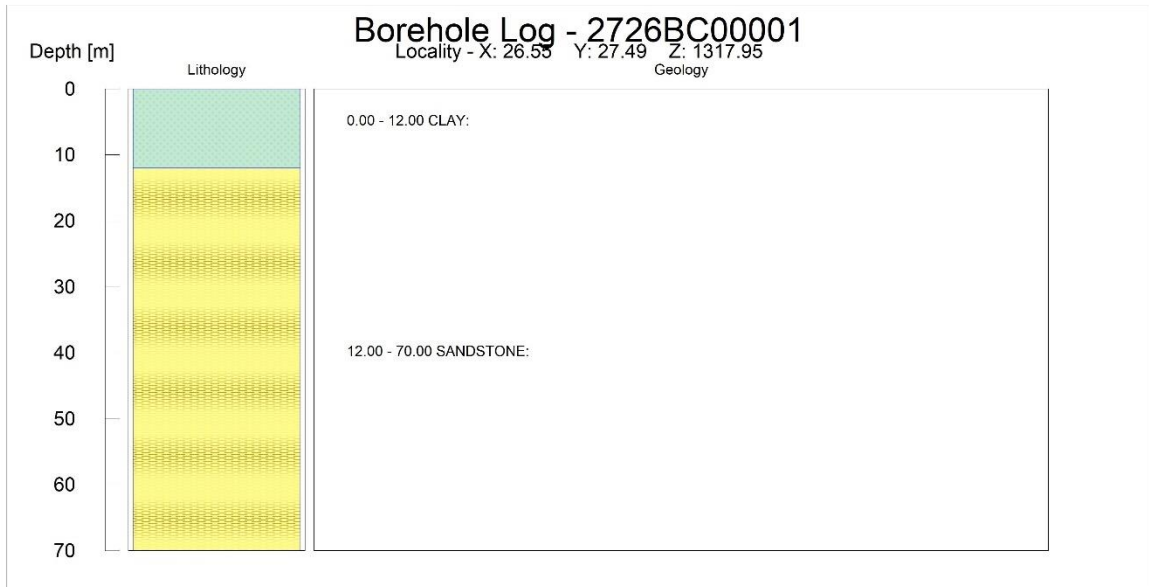 Borehole Log - 2726BC00001
Depth [m]
Locality - X: 26.55 Y: 27.49 Z: 1317.95
Lithology
Geology
0
0.00 - 12.00 CLAY:
10
20
30
40
12.00 - 70.00 SANDSTONE:
50
60
70